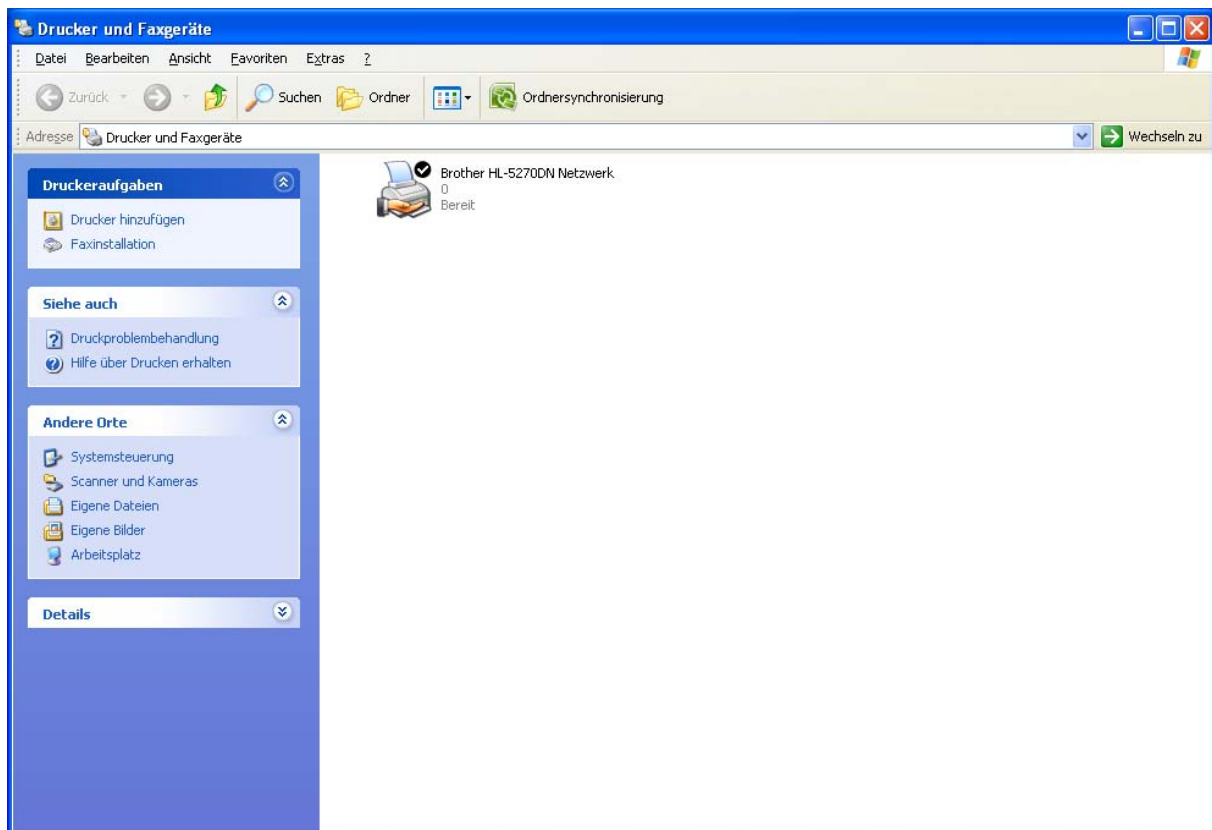 Drucker und Faxgeräte
Datei Bearbeiten Ansicht Favoriten Extras ?
Zurück Suchen Ordner Ordnersynchronisierung
Adresse Drucker und Faxgeräte Wechseln zu
Druckeraufgaben
Drucker hinzufügen
Faxinstallation
Siehe auch
Druckproblembehandlung
Hilfe über Drucken erhalten
Andere Orte
Systemsteuerung
Scanner und Kameras
Eigene Dateien
Eigene Bilder
Arbeitsplatz
Details
Brother HL-5270DN Netzwerk
0
Bereit